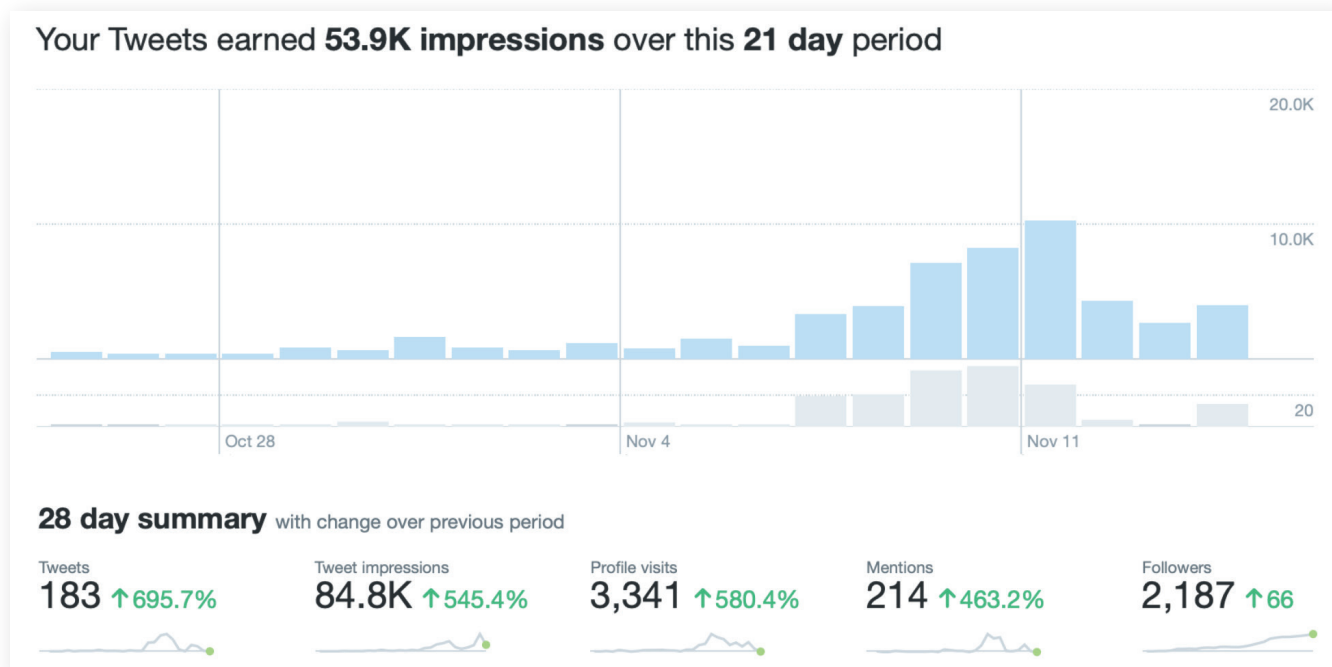 Your Tweets earned 53.9K impressions over this 21 day period
20.0K
10.0K
20
Oct 28
Nov 4
Nov 11
28 day summary with change over previous period
Tweets
183 ↑695.7%
Tweet impressions
84.8K ↑545.4%
Profile visits
3,341 ↑580.4%
Mentions
214 ↑463.2%
Followers
2,187 ↑66